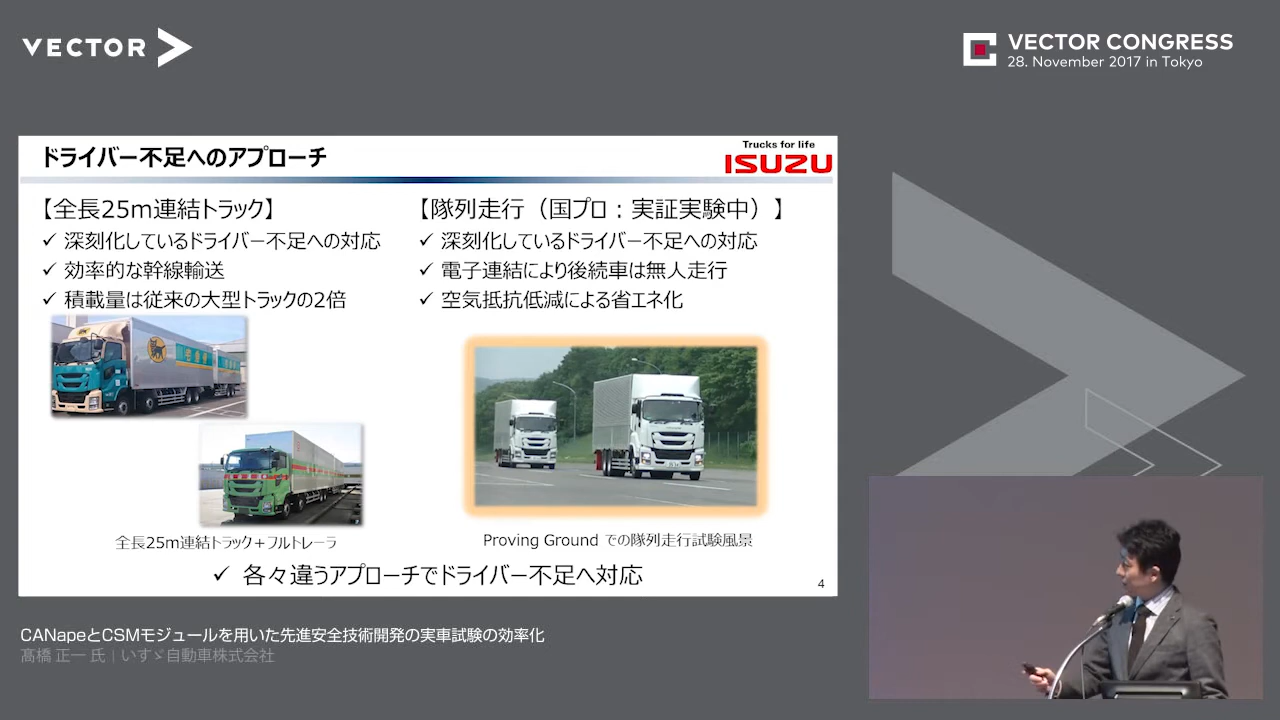 VECTOR
VECTOR CONGRESS
28. November 2017 in Tokyo
ドライバー不足へのアプローチ
Trucks for life
ISUZU
【全長25m連結トラック】
✓ 深刻化しているドライバー不足への対応
✓ 効率的な幹線輸送
✓ 積載量は従来の大型トラックの2倍
【隊列走行（国プロ：実証実験中）】
✓ 深刻化しているドライバー不足への対応
✓ 電子連結により後続車は無人走行
✓ 空気抵抗低減による省エネ化
全長25m連結トラック＋フルトレーラ
Proving Ground での隊列走行試験風景
✓ 各々違うアプローチでドライバー不足へ対応
4
CANapeとCSMモジュールを用いた先進安全技術開発の実車試験の効率化
髙橋 正一 氏 | いすゞ自動車株式会社